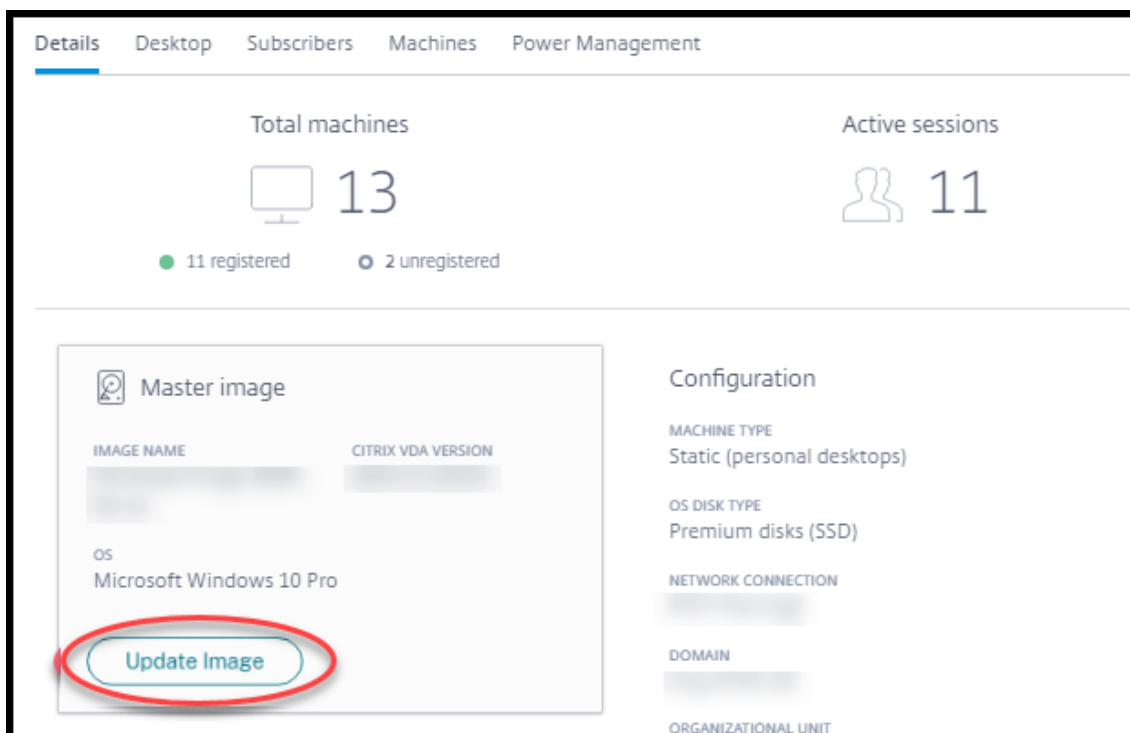 Details Desktop Subscribers Machines Power Management
Total machines
13
11 registered 2 unregistered
Active sessions
11
Master image
IMAGE NAME CITRIX VDA VERSION
OS
Microsoft Windows 10 Pro
Update Image
Configuration
MACHINE TYPE
Static (personal desktops)
OS DISK TYPE
Premium disks (SSD)
NETWORK CONNECTION
DOMAIN
ORGANIZATIONAL UNIT